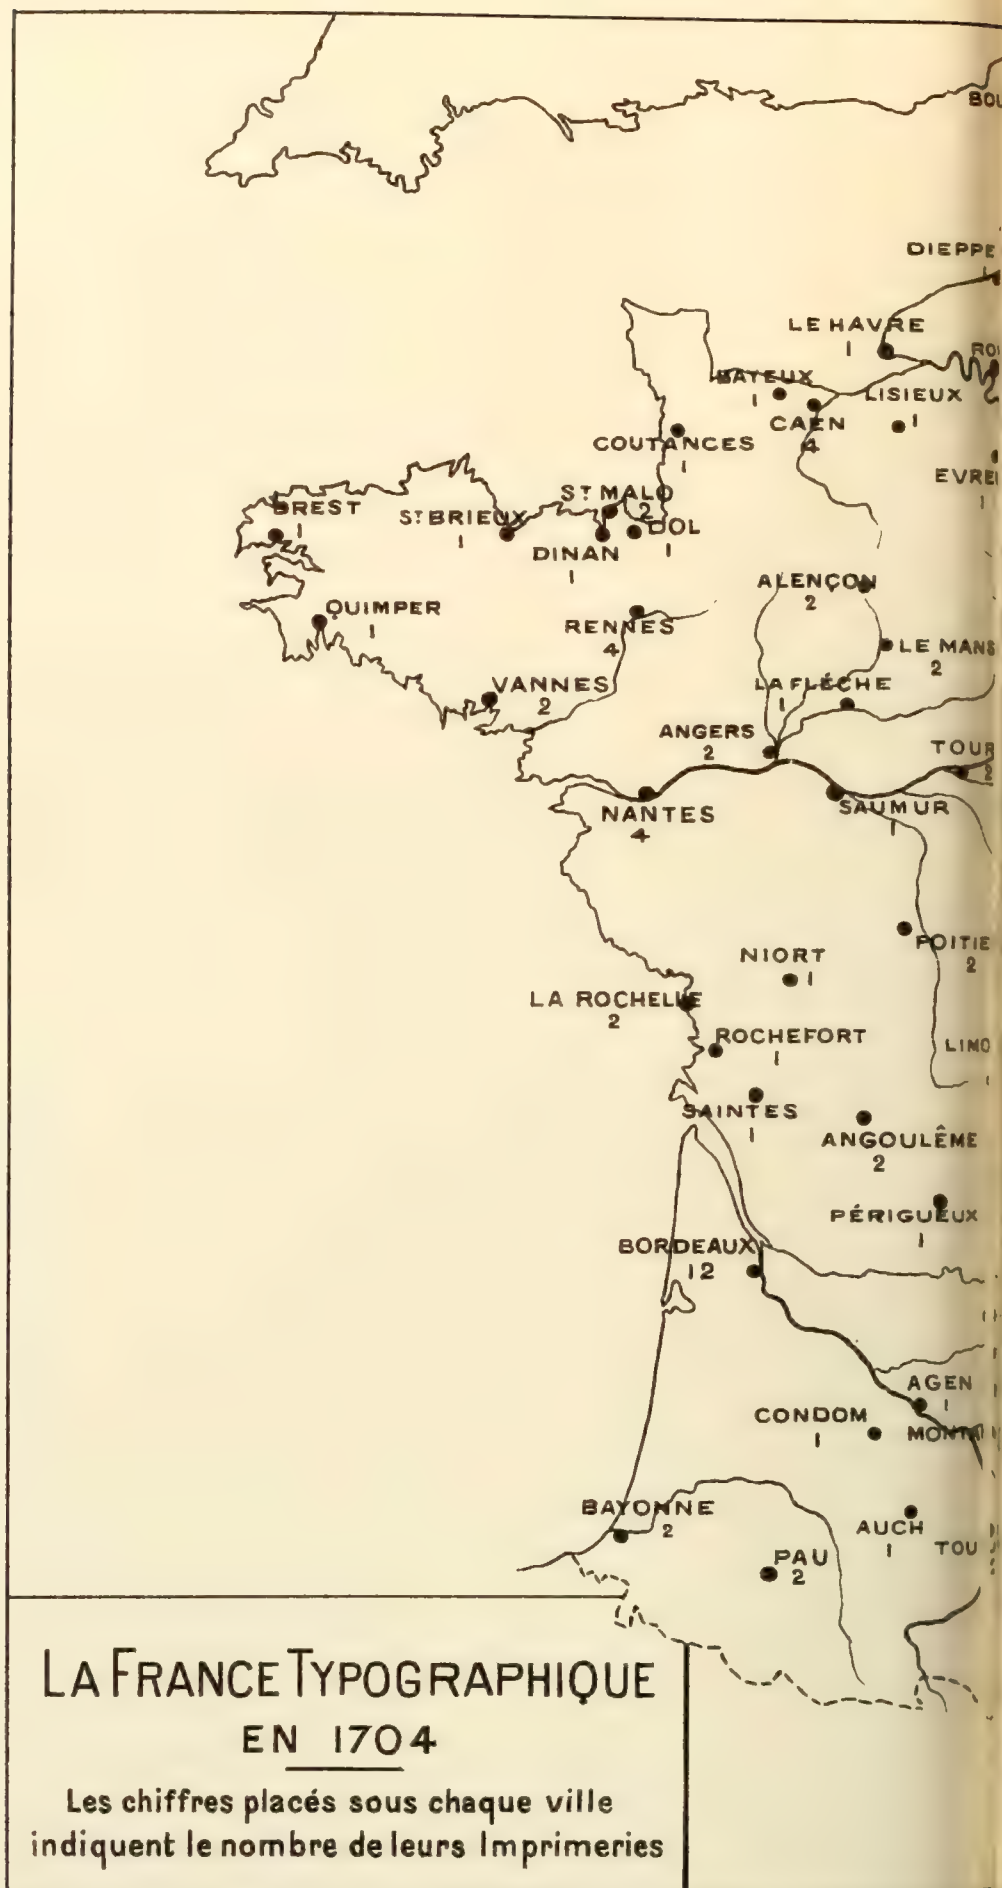 DIEPPE
LE HAVRE
1
BAYEUX
1
LISIEUX
1
CAEN
4
COUTANCES
1
BREST
1
ST BRIEUX
1
ST MALO
2
DOL
1
DINAN
1
ALENÇON
2
QUIMPER
1
RENNES
4
LE MANS
2
VANNES
2
LA FLÉCHE
1
ANGERS
2
NANTES
4
SAUMUR
1
NIORT
1
LA ROCHELLE
2
ROCHEFORT
1
SAINTES
1
ANGOULÊME
2
PÉRIGUEUX
1
BORDEAUX
12
AGEN
1
CONDOM
1
BAYONNE
2
AUCH
1
PAU
2
LA FRANCE TYPOGRAPHIQUE
EN 1704
Les chiffres placés sous chaque ville
indiquent le nombre de leurs Imprimeries